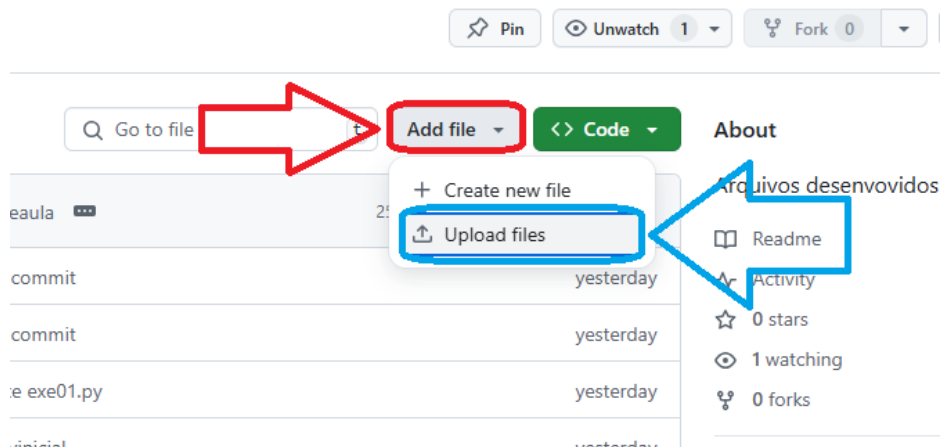 Pin
Unwatch 1
Fork 0
Go to file
t
Add file
Code
About
Create new file
Arquivos desenvovidos
eaula
Upload files
Readme
commit
yesterday
Activity
0 stars
commit
yesterday
1 watching
exe01.py
yesterday
0 forks
yesterday